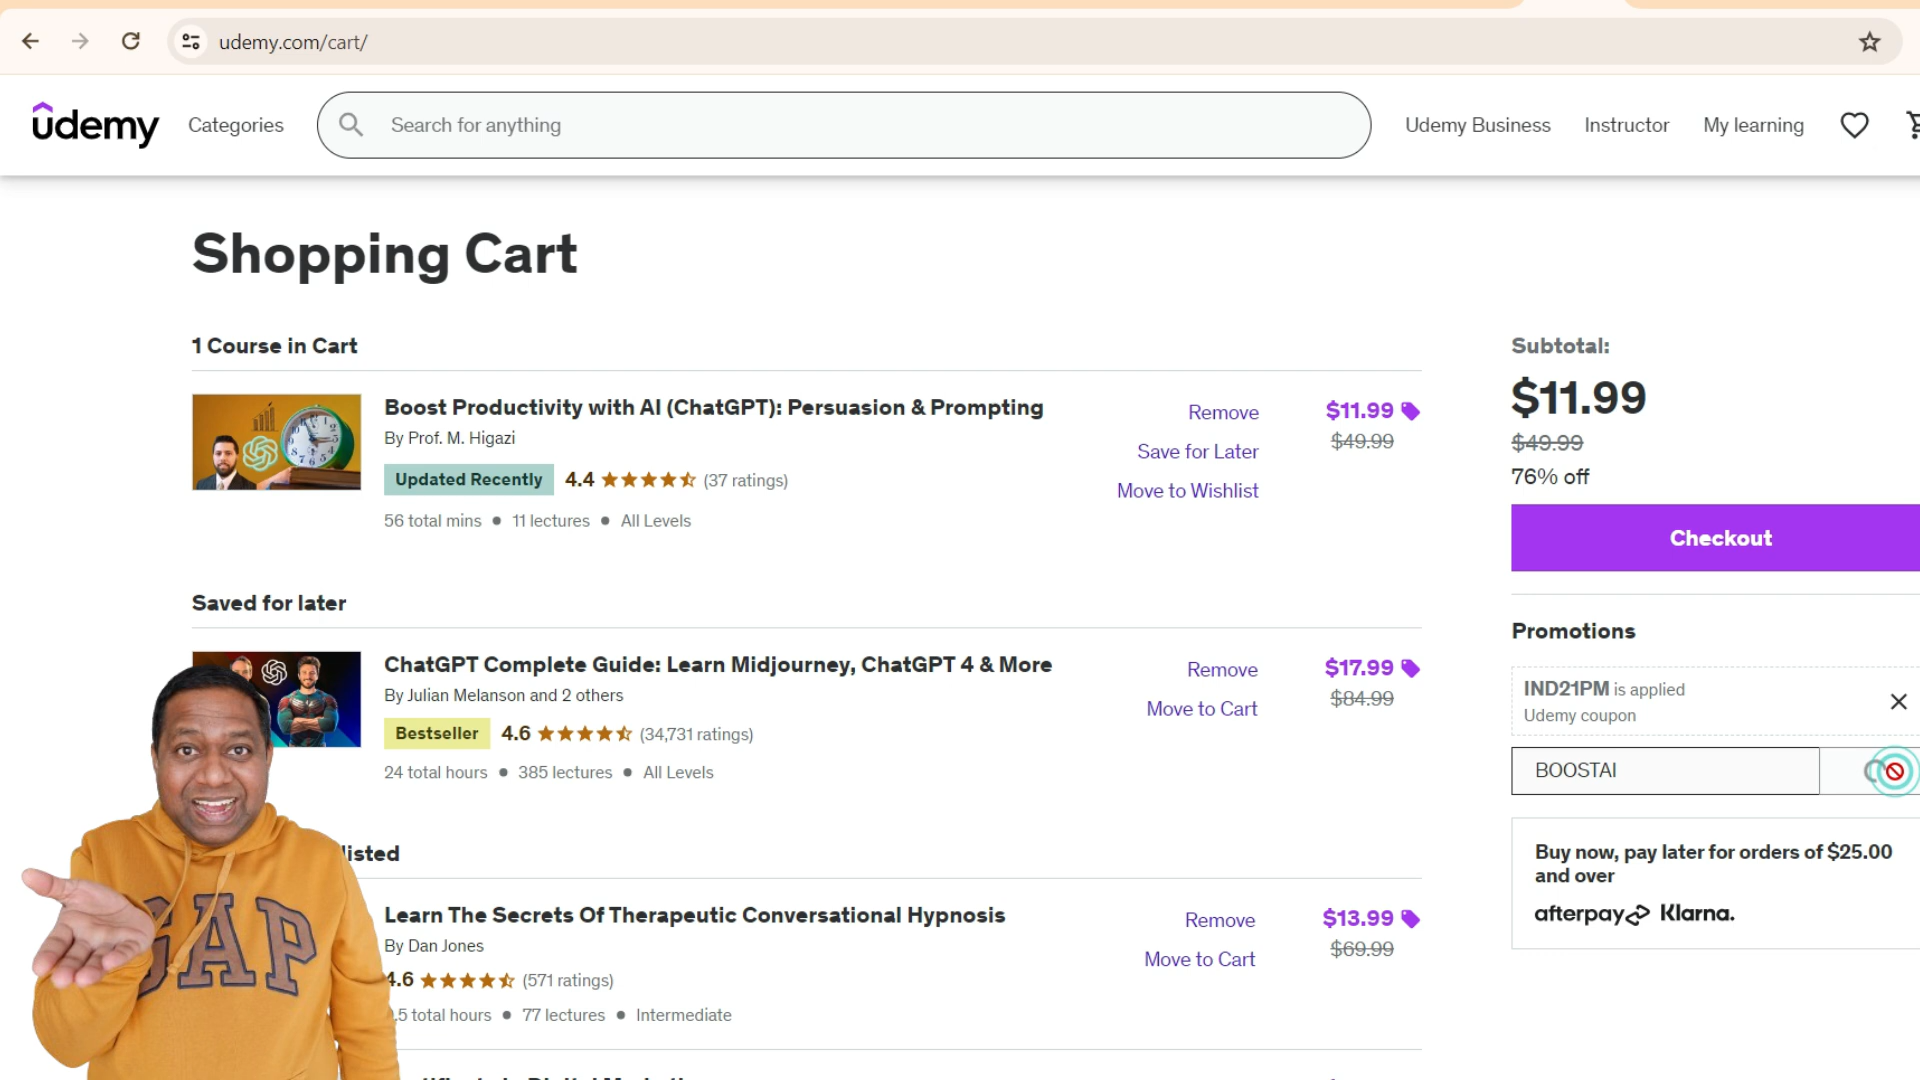 udemy.com/cart/
udemy
Categories
Search for anything
Udemy Business
Instructor
My learning
Shopping Cart
1 Course in Cart
Boost Productivity with AI (ChatGPT): Persuasion & Prompting
By Prof. M. Higazi
Updated Recently 4.4 (37 ratings)
56 total mins • 11 lectures • All Levels
Remove
Save for Later
Move to Wishlist
$11.99
$49.99
Saved for later
ChatGPT Complete Guide: Learn Midjourney, ChatGPT 4 & More
By Julian Melanson and 2 others
Bestseller 4.6 (34,731 ratings)
24 total hours • 385 lectures • All Levels
Remove
Move to Cart
$17.99
$84.99
listed
Learn The Secrets Of Therapeutic Conversational Hypnosis
By Dan Jones
4.6 (571 ratings)
.5 total hours • 77 lectures • Intermediate
Remove
Move to Cart
$13.99
$69.99
GAP
Subtotal:
$11.99
$49.99
76% off
Checkout
Promotions
IND21PM is applied
Udemy coupon
BOOSTAI
Buy now, pay later for orders of $25.00
and over
afterpay Klarna.